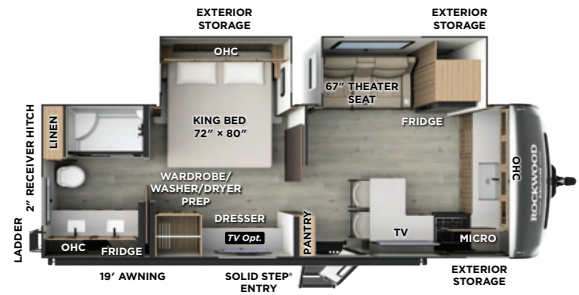 EXTERIOR
STORAGE
EXTERIOR
STORAGE
OHC
67" THEATER
SEAT
KING BED
72" × 80"
FRIDGE
LINEN
2" RECEIVER HITCH
WARDROBE/
WASHER/DRYER
PREP
OHC
ROCKWOOD
DRESSER
TV Opt.
PANTRY
TV
MICRO
LADDER
OHC
FRIDGE
19' AWNING
SOLID STEP®
ENTRY
EXTERIOR
STORAGE